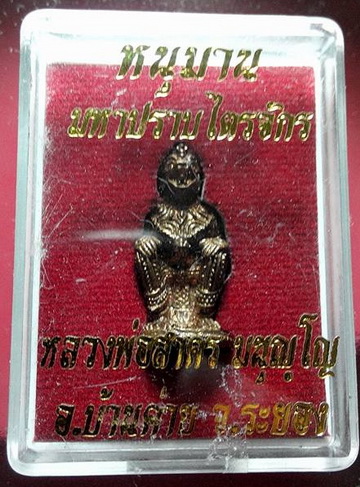 หนุมาน
มหาปราบไตรจักร
หลวงพ่อสาคร มนุญฺโญ
อ.บ้านค่าย จ.ระยอง